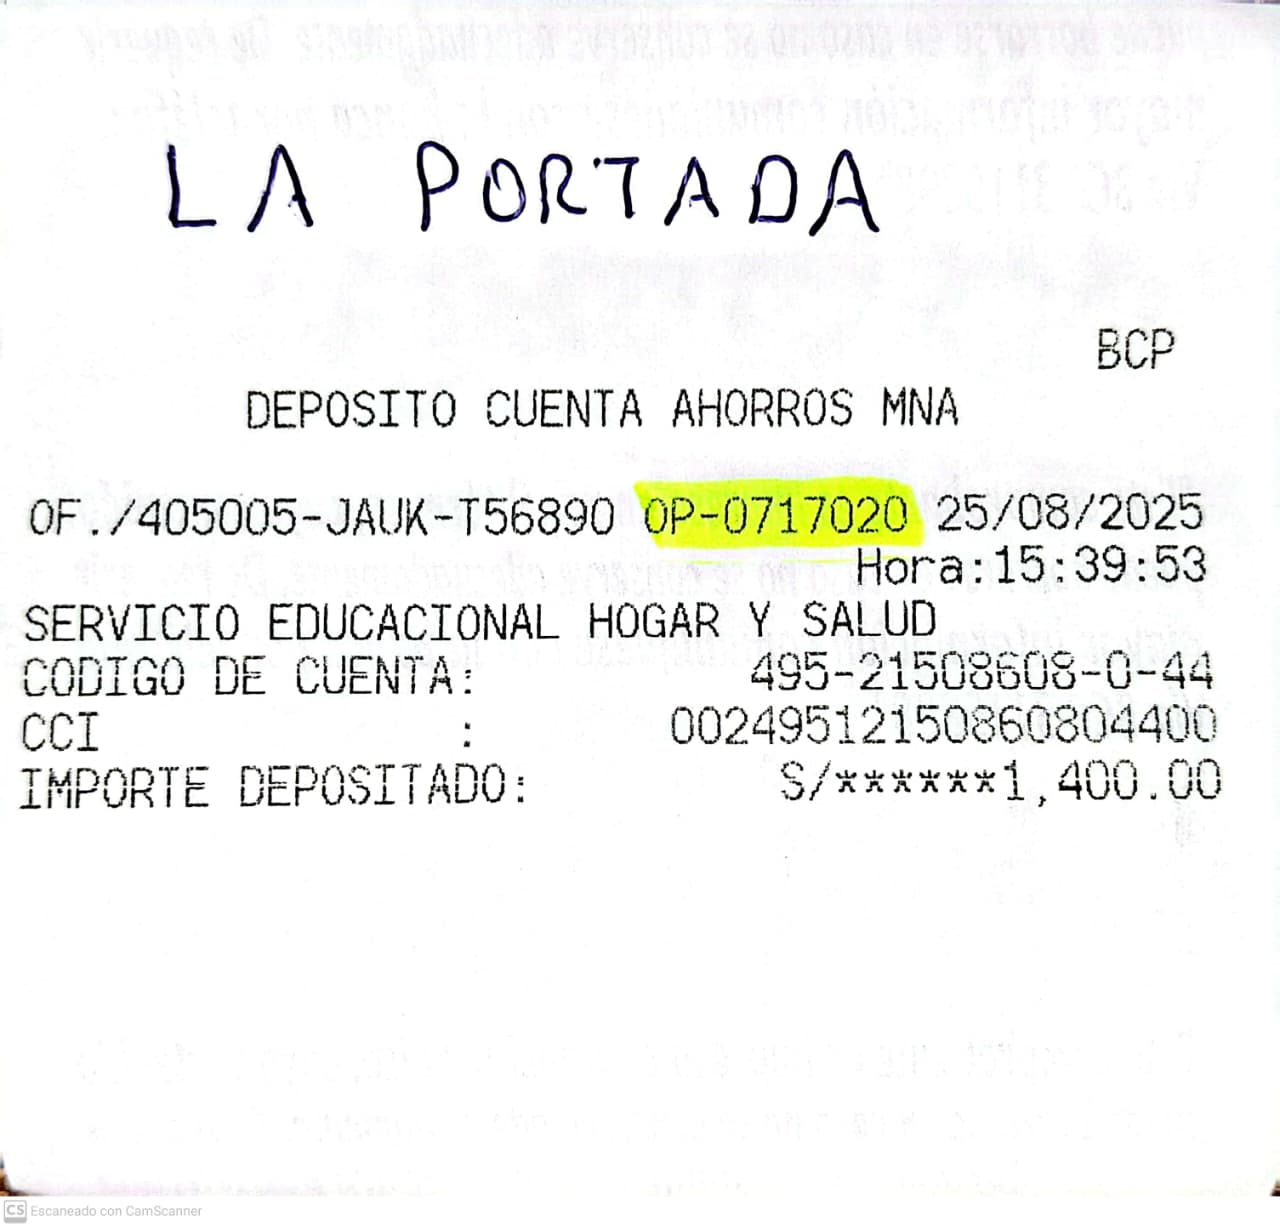 LA PORTADA
BCP
DEPOSITO CUENTA AHORROS MNA
OF./405005-JAUK-T56890 OP-0717020 25/08/2025
Hora:15:39:53
SERVICIO EDUCACIONAL HOGAR Y SALUD
CODIGO DE CUENTA: 495-21508608-0-44
CCI : 00249512150860804400
IMPORTE DEPOSITADO: S/******1,400.00
CS Escaneado con CamScanner